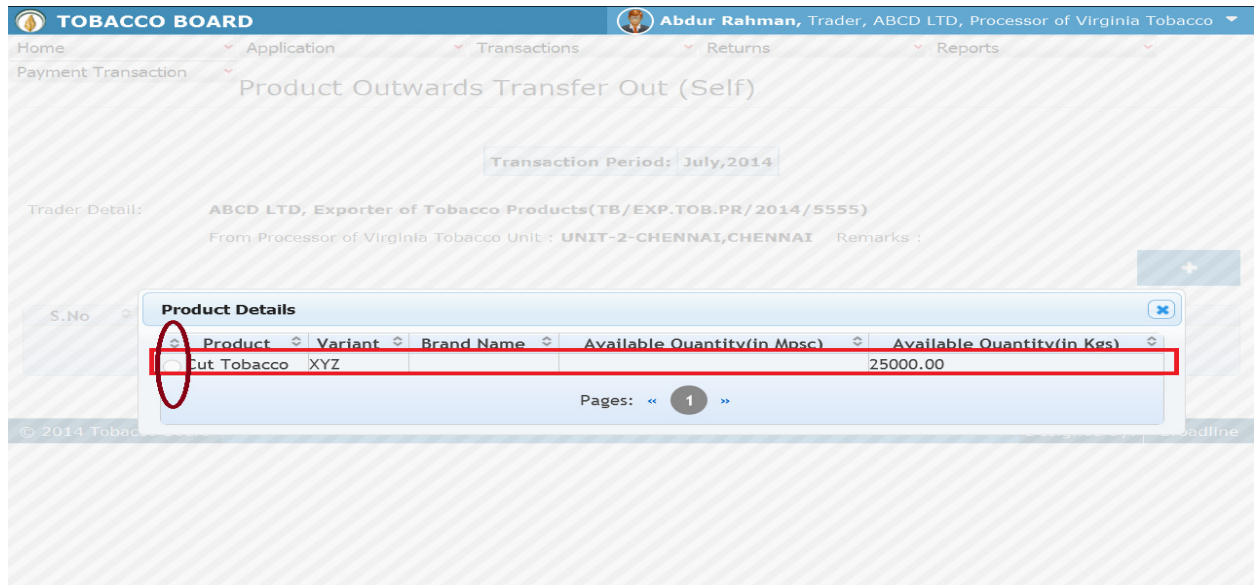 TOBACCO BOARD
Abdur Rahman, Trader, ABCD LTD, Processor of Virginia Tobacco
Home Application Transactions Returns Reports
Payment Transaction
Product Outwards Transfer Out (Self)
Transaction Period: July,2014
Trader Detail: ABCD LTD, Exporter of Tobacco Products(TB/EXP.TOB.PR/2014/5555)
From Processor of Virginia Tobacco Unit : UNIT-2-CHENNAI,CHENNAI Remarks :
S.No
Product Details
Product Variant Brand Name Available Quantity(in Mpsc) Available Quantity(in Kgs)
Cut Tobacco XYZ 25000.00
Pages: « 1 »
© 2014